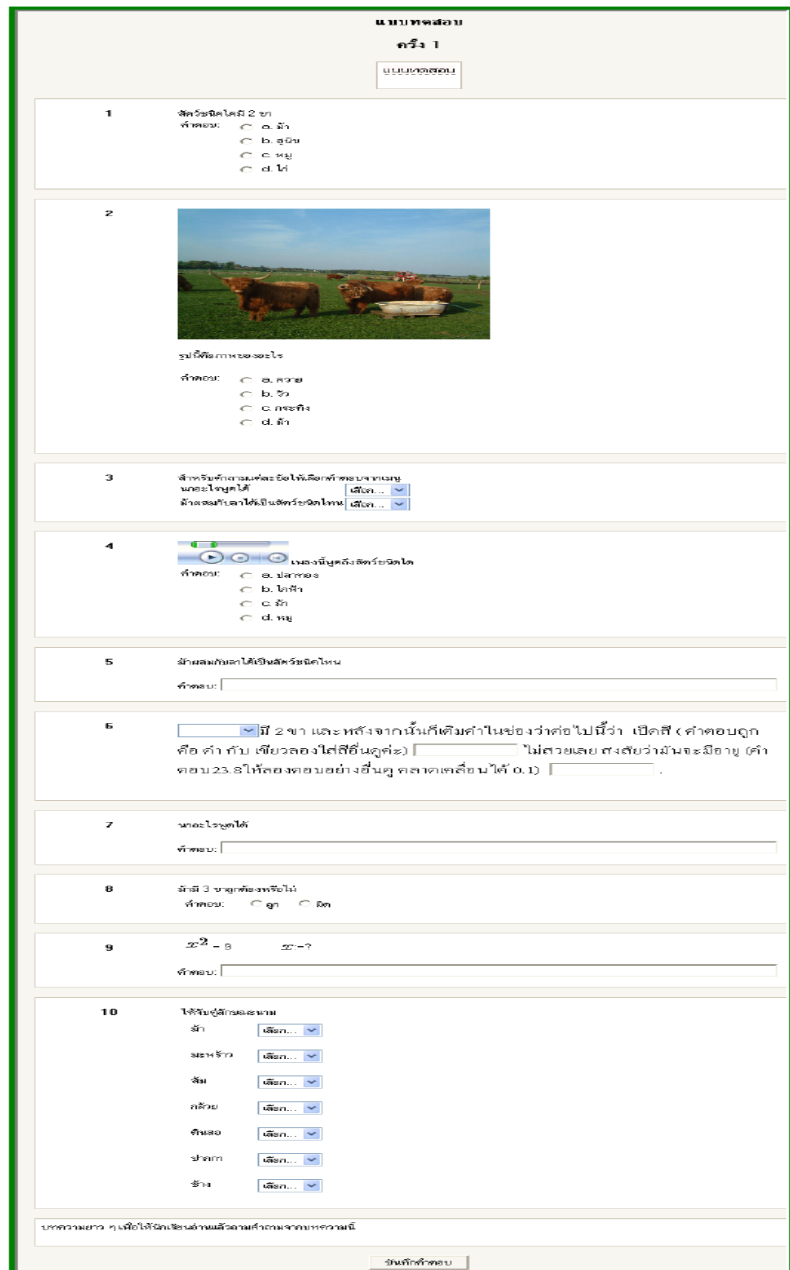 แบบทดสอบ
ครั้ง 1
แบบทดสอบ
1 สัตว์ชนิดใดมี 2 ขา
คำตอบ: a. ม้า
b. สุนัข
c. หมู
d. ไก่
2
รูปนี้คือภาพของอะไร
คำตอบ: a. ควาย
b. วัว
c. กระทิง
d. ม้า
3 สำหรับคำถามแต่ละข้อให้เลือกคำตอบจากเมนู
นกอะไรพูดได้ เลือก...
ม้าผสมกับลาได้เป็นสัตว์ชนิดไหน เลือก...
4 เพลงนี้พูดถึงสัตว์ชนิดใด
คำตอบ: a. ปลาทอง
b. ไดฟ้า
c. ม้า
d. หมู
5 ม้าผสมกับลาได้เป็นสัตว์ชนิดไหน
คำตอบ:
6 มี 2 ขา และหลังจากนั้นก็เติมคำในช่องว่าต่อไปนี้ว่า เป็ดสี (คำตอบถูก
คือ ดำ กับ เขียวลองใส่สีอื่นดูค่ะ) ไม่สวยเลย สงสัยว่ามันจะมีอายุ (คำ
ตอบ23.8ให้ลองตอบอย่างอื่นดู คลาดเคลื่อนได้ 0.1) .
7 นกอะไรพูดได้
คำตอบ:
8 ม้ามี 3 ขาถูกต้องหรือไม่
คำตอบ: ถูก ผิด
9 x² - 9 x=?
คำตอบ:
10 ให้จับคู่ลักษณะนาม
ม้า เลือก...
มะพร้าว เลือก...
ส้ม เลือก...
กล้วย เลือก...
ดินสอ เลือก...
ปากกา เลือก...
ช้าง เลือก...
บทความยาว ๆ เพื่อให้นักเรียนอ่านแล้วถามคำถามจากบทความนี้
บันทึกคำตอบ